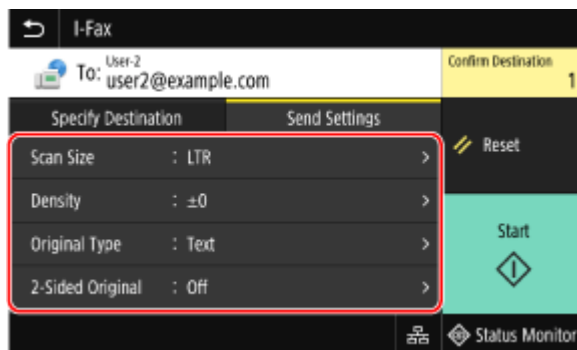 I-Fax
To: User-2
user2@example.com
Confirm Destination
1
Specify Destination
Send Settings
Scan Size : LTR
Density : ±0
Original Type : Text
2-Sided Original : Off
Reset
Start
Status Monitor